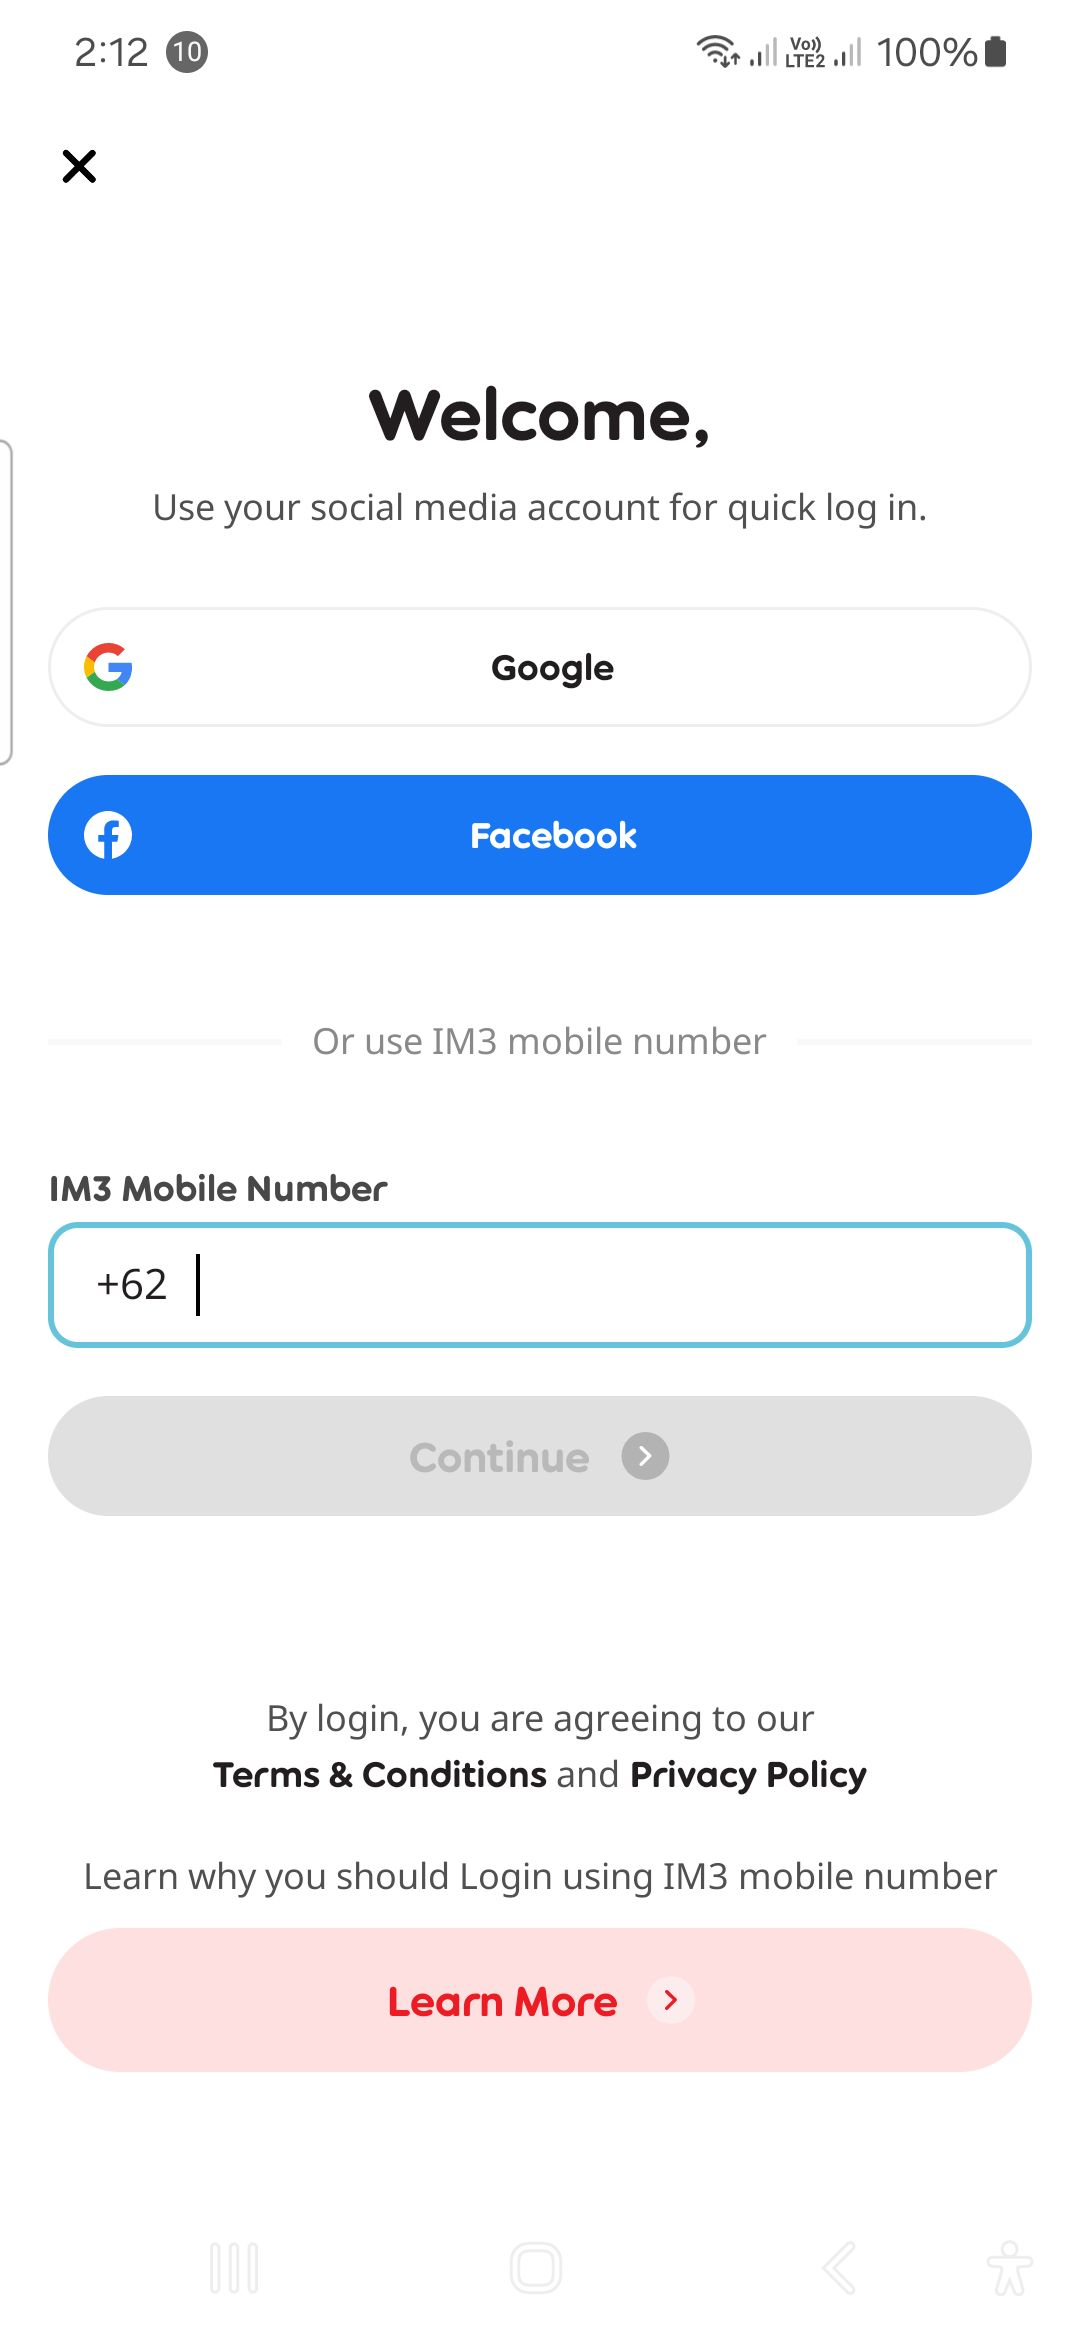 2:12 10 Vo)) LTE2 100%
Welcome,
Use your social media account for quick log in.
Google
Facebook
Or use IM3 mobile number
IM3 Mobile Number
+62
Continue
By login, you are agreeing to our
Terms & Conditions and Privacy Policy
Learn why you should Login using IM3 mobile number
Learn More